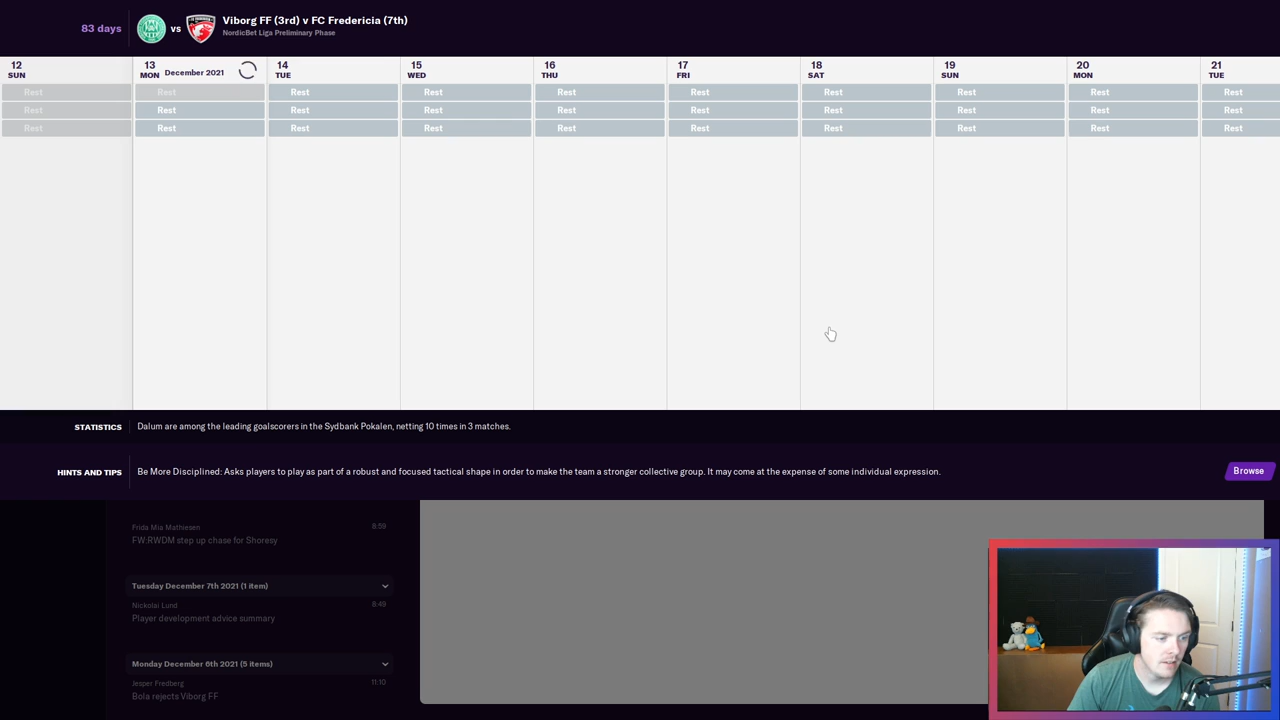 83 days
vs
Viborg FF (3rd) v FC Fredericia (7th)
NordicBet Liga Preliminary Phase
12
SUN
13
MON December 2021
14
TUE
15
WED
16
THU
17
FRI
18
SAT
19
SUN
20
MON
21
TUE
Rest Rest Rest Rest Rest Rest Rest Rest Rest Rest
Rest Rest Rest Rest Rest Rest Rest Rest Rest Rest
Rest Rest Rest Rest Rest Rest Rest Rest Rest Rest
STATISTICS Dalum are among the leading goalscorers in the Sydbank Pokalen, netting 10 times in 3 matches.
HINTS AND TIPS Be More Disciplined: Asks players to play as part of a robust and focused tactical shape in order to make the team a stronger collective group. It may come at the expense of some individual expression.
Browse
Frida Mia Mathiesen 8:59
FW:RWDM step up chase for Shoresy
Tuesday December 7th 2021 (1 item)
Nickolai Lund 8:49
Player development advice summary
Monday December 6th 2021 (5 items)
Jesper Fredberg 11:10
Bola rejects Viborg FF